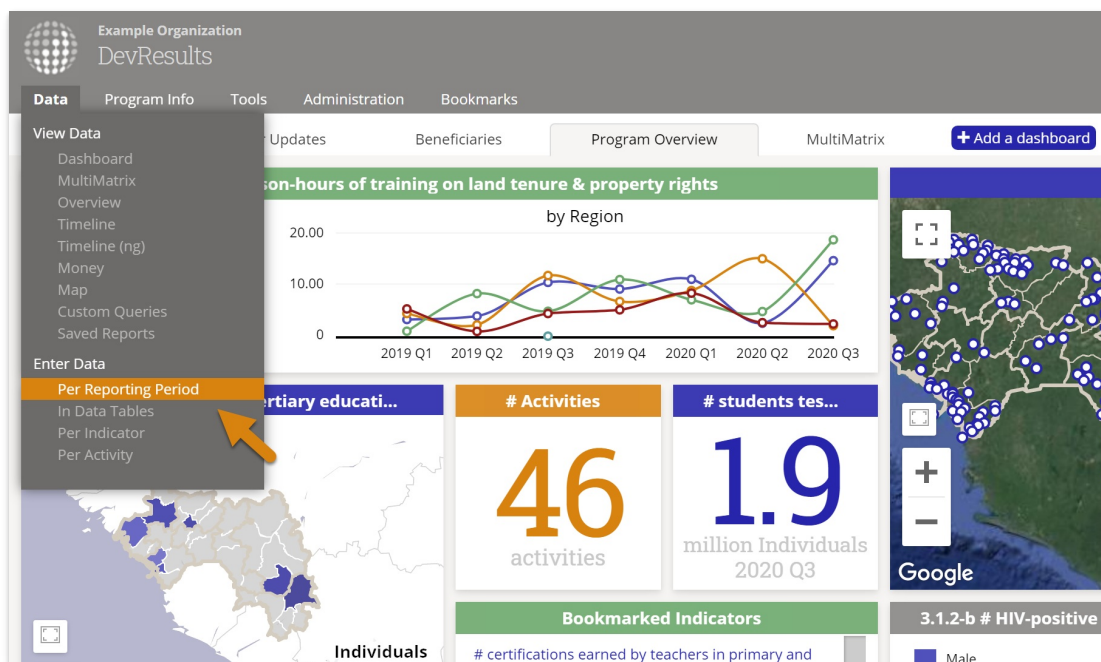 Example Organization
DevResults
Data Program Info Tools Administration Bookmarks
View Data
Dashboard
MultiMatrix
Overview
Timeline
Timeline (ng)
Money
Map
Custom Queries
Saved Reports
Enter Data
Per Reporting Period
In Data Tables
Per Indicator
Per Activity
Updates Beneficiaries Program Overview MultiMatrix + Add a dashboard
son-hours of training on land tenure & property rights
by Region
20.00
10.00
0
2019 Q1 2019 Q2 2019 Q3 2019 Q4 2020 Q1 2020 Q2 2020 Q3
ertiary educati...
Individuals
# Activities
46
activities
# students tes...
1.9
million Individuals
2020 Q3
Bookmarked Indicators
# certifications earned by teachers in primary and
+
−
Google
3.1.2-b # HIV-positive
Male